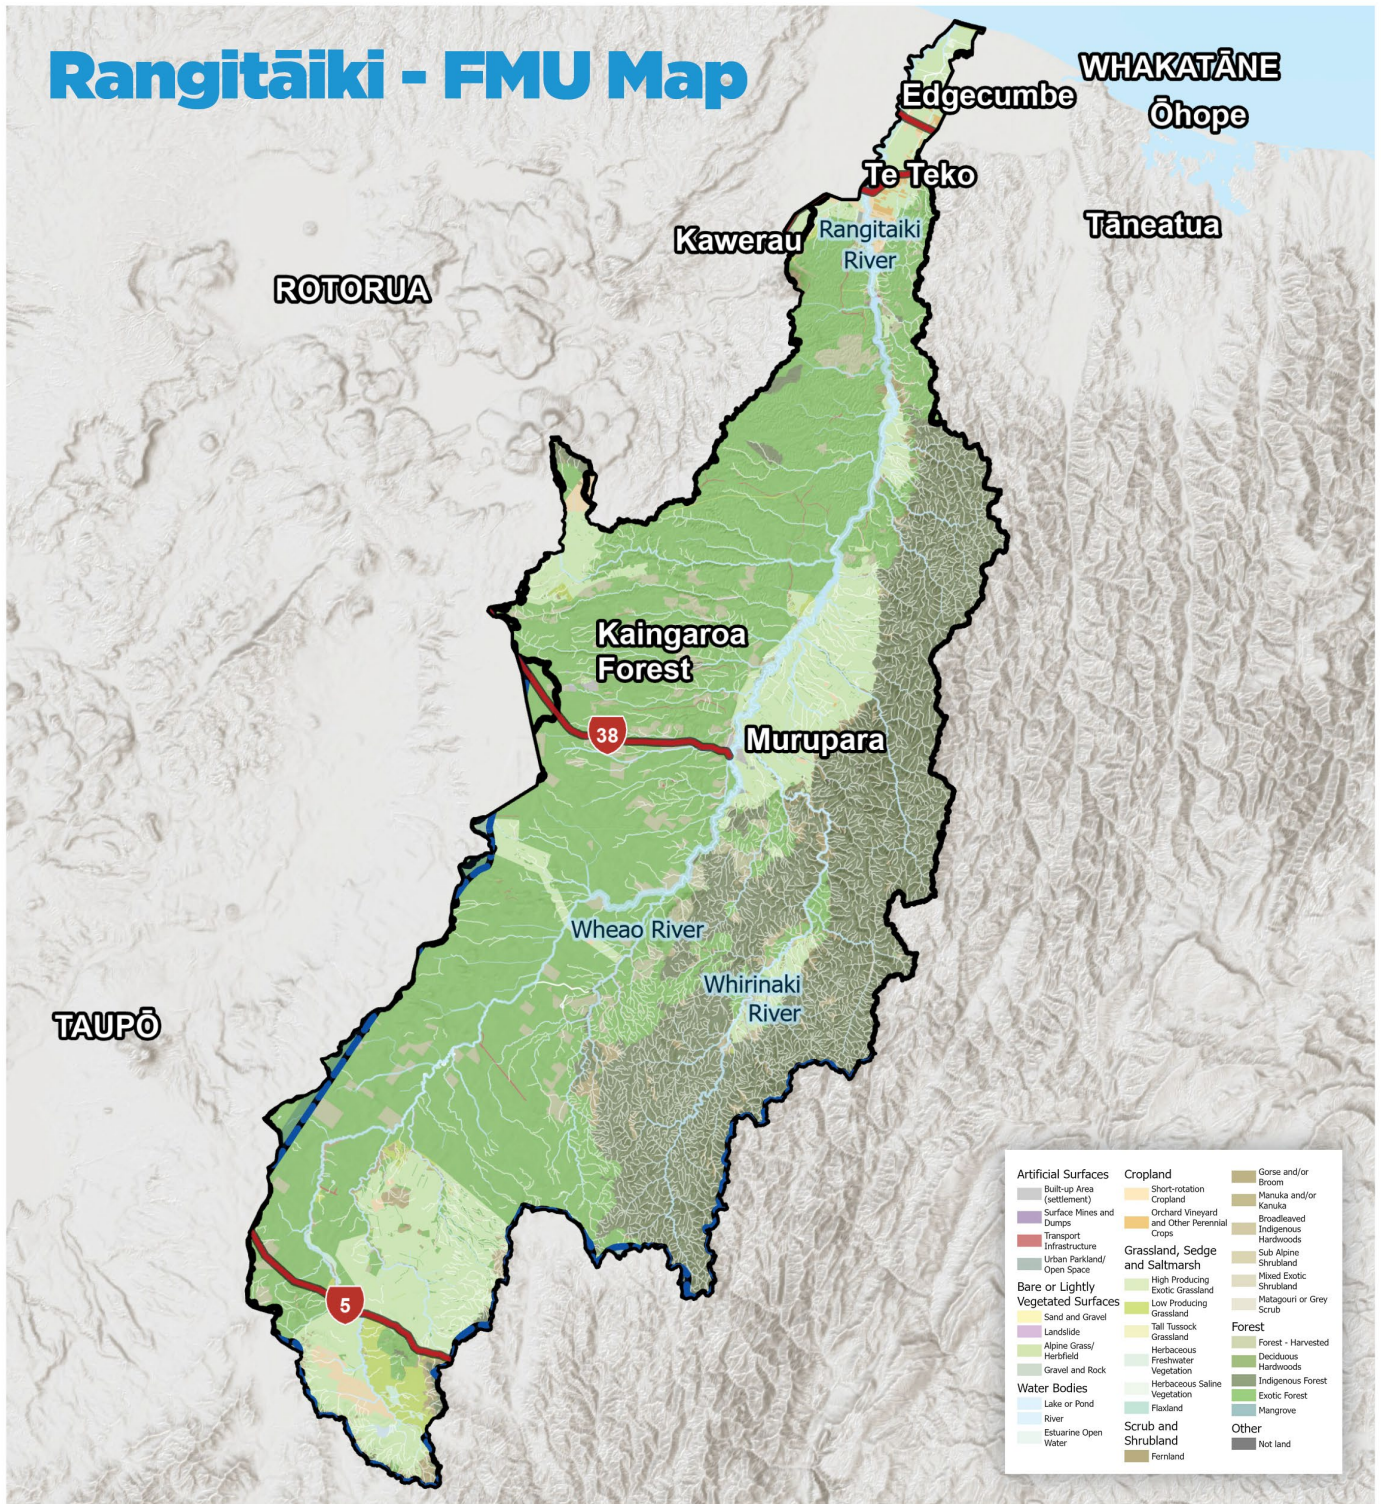 Rangitāiki - FMU Map
WHAKATĀNE
Edgecumbe
Ōhope
Te Teko
Tāneatua
Kawerau
Rangitaiki
River
ROTORUA
Kaingaroa
Forest
38
Murupara
Wheao River
Whirinaki
River
TAUPŌ
5
Artificial Surfaces
Built-up Area
(settlement)
Surface Mines and
Dumps
Transport
Infrastructure
Urban Parkland/
Open Space
Bare or Lightly
Vegetated Surfaces
Sand and Gravel
Landslide
Alpine Grass/
Herbfield
Gravel and Rock
Water Bodies
Lake or Pond
River
Estuarine Open
Water
Cropland
Short-rotation
Cropland
Orchard Vineyard
and Other Perennial
Crops
Grassland, Sedge
and Saltmarsh
High Producing
Exotic Grassland
Low Producing
Grassland
Tall Tussock
Grassland
Herbaceous
Freshwater
Vegetation
Herbaceous Saline
Vegetation
Flaxland
Scrub and
Shrubland
Fernland
Gorse and/or
Broom
Manuka and/or
Kanuka
Broadleaved
Indigenous
Hardwoods
Sub Alpine
Shrubland
Mixed Exotic
Shrubland
Matagouri or Grey
Scrub
Forest
Forest - Harvested
Deciduous
Hardwoods
Indigenous Forest
Exotic Forest
Mangrove
Other
Not land